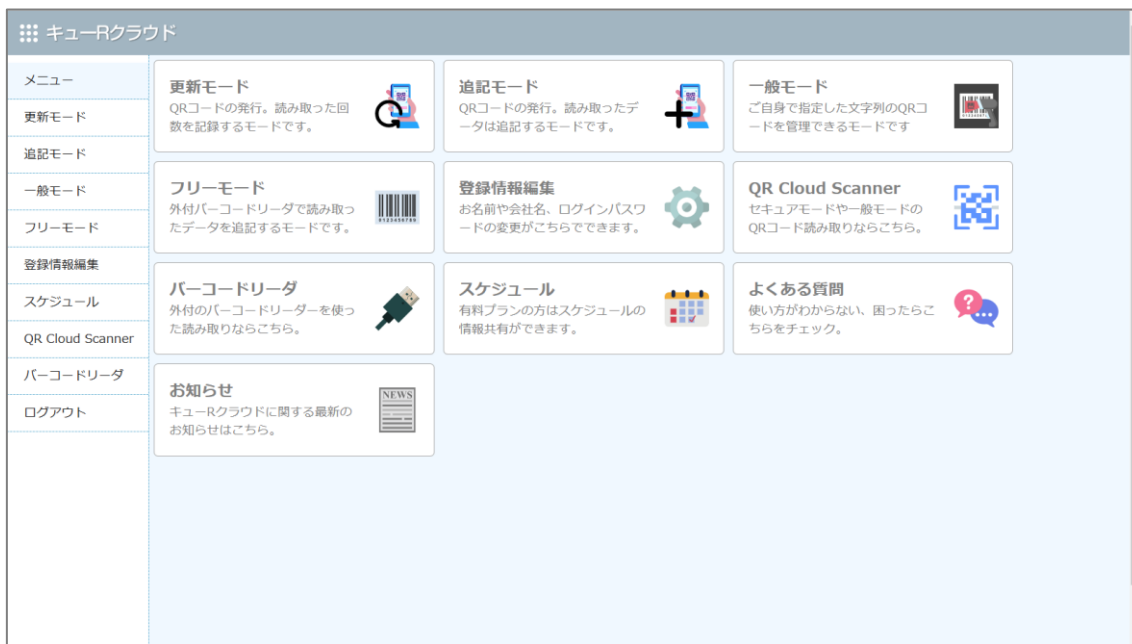 キューRクラウド
メニュー
更新モード
追記モード
一般モード
フリーモード
登録情報編集
スケジュール
QR Cloud Scanner
バーコードリーダ
ログアウト
更新モード
QRコードの発行。読み取った回
数を記録するモードです。
追記モード
QRコードの発行。読み取ったデ
ータは追記するモードです。
一般モード
ご自身で指定した文字列のQRコ
ードを管理できるモードです
フリーモード
外付バーコードリーダで読み取っ
たデータを追記するモードです。
登録情報編集
お名前や会社名、ログインパスワ
ードの変更がこちらでできます。
QR Cloud Scanner
セキュアモードや一般モードの
QRコード読み取りならこちら。
バーコードリーダ
外付のバーコードリーダーを使っ
た読み取りならこちら。
スケジュール
有料プランの方はスケジュールの
情報共有ができます。
よくある質問
使い方がわからない、困ったらこ
ちらをチェック。
お知らせ
キューRクラウドに関する最新の
お知らせはこちら。
NEWS